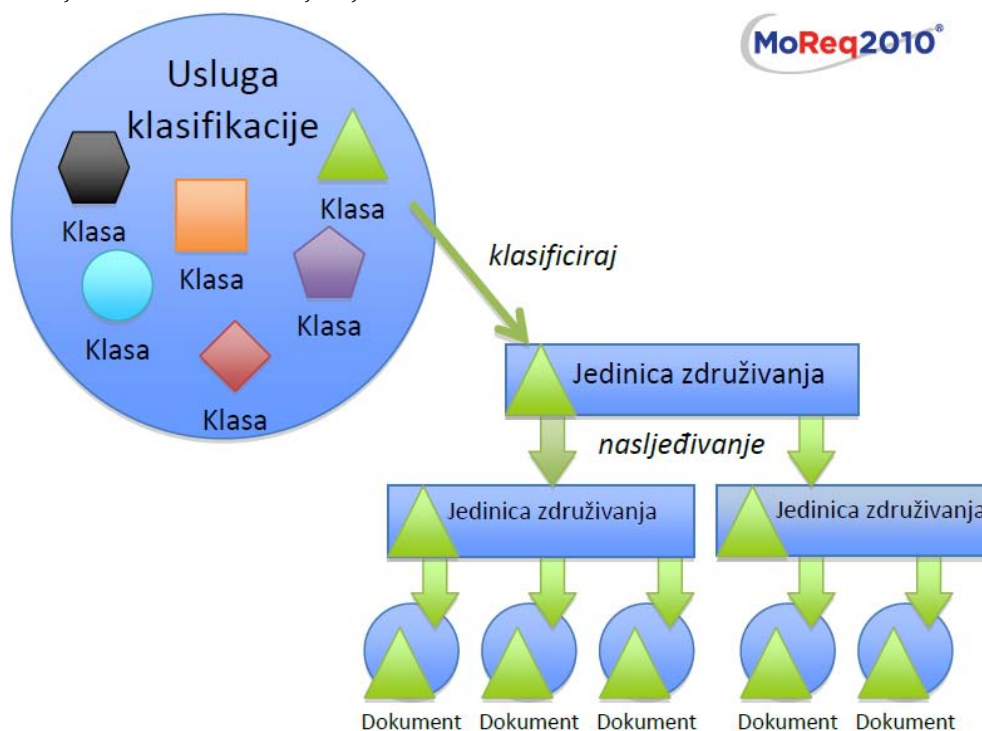 MoReq2010®
Usluga
klasifikacije
Klasa
Klasa
Klasa
Klasa
Klasa
Klasa
klasificiraj
Jedinica združivanja
nasljeđivanje
Jedinica združivanja
Jedinica združivanja
Dokument
Dokument
Dokument
Dokument
Dokument